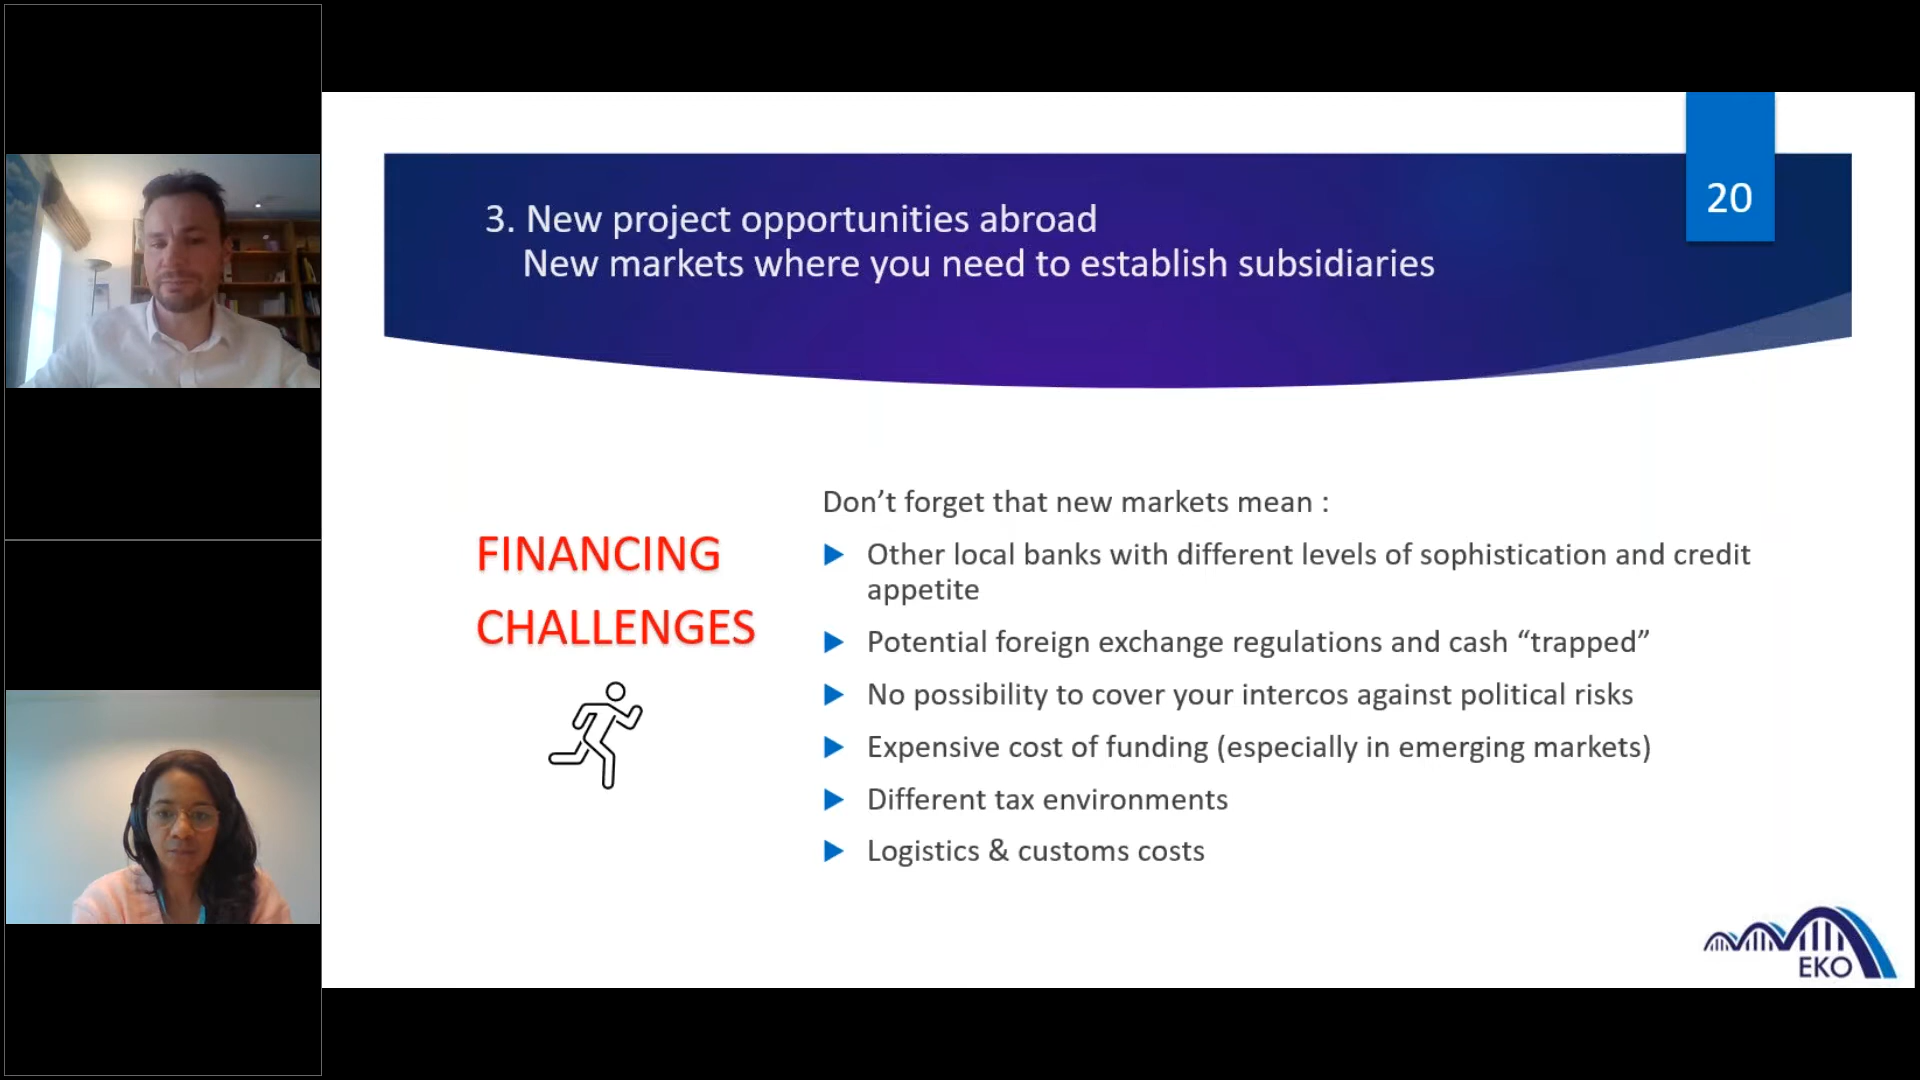 20
3. New project opportunities abroad
New markets where you need to establish subsidiaries
FINANCING
CHALLENGES
Don’t forget that new markets mean :
Other local banks with different levels of sophistication and credit
appetite
Potential foreign exchange regulations and cash “trapped”
No possibility to cover your intercos against political risks
Expensive cost of funding (especially in emerging markets)
Different tax environments
Logistics & customs costs
EKO